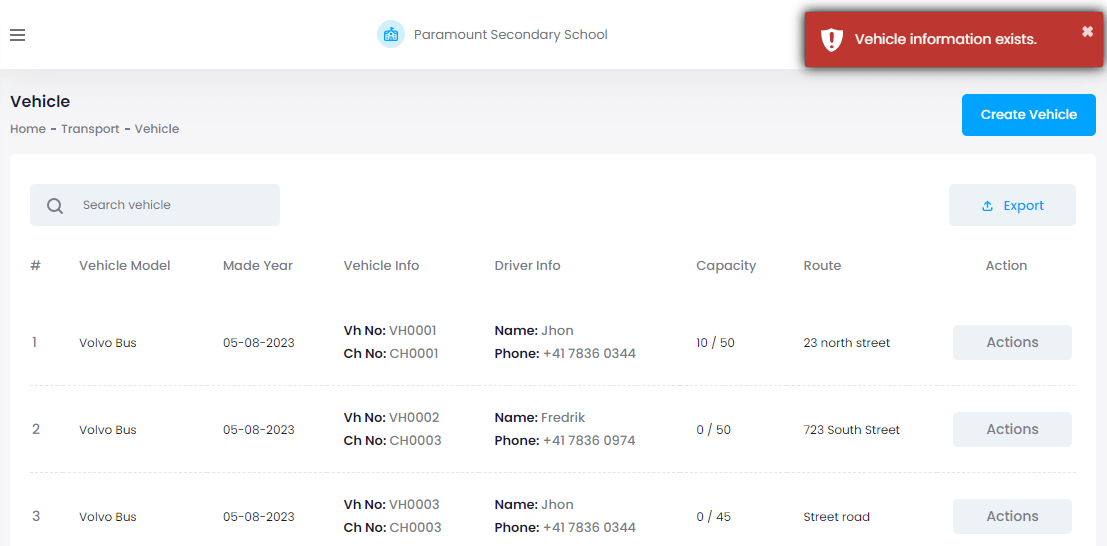 Paramount Secondary School
Vehicle information exists.
Vehicle
Home - Transport - Vehicle
Create Vehicle
Search vehicle
Export
# Vehicle Model Made Year Vehicle Info Driver Info Capacity Route Action
1 Volvo Bus 05-08-2023 Vh No: VH0001 Name: Jhon 10 / 50 23 north street Actions
Ch No: CH0001 Phone: +41 7836 0344
2 Volvo Bus 05-08-2023 Vh No: VH0002 Name: Fredrik 0 / 50 723 South Street Actions
Ch No: CH0003 Phone: +41 7836 0974
3 Volvo Bus 05-08-2023 Vh No: VH0003 Name: Jhon 0 / 45 Street road Actions
Ch No: CH0003 Phone: +41 7836 0344